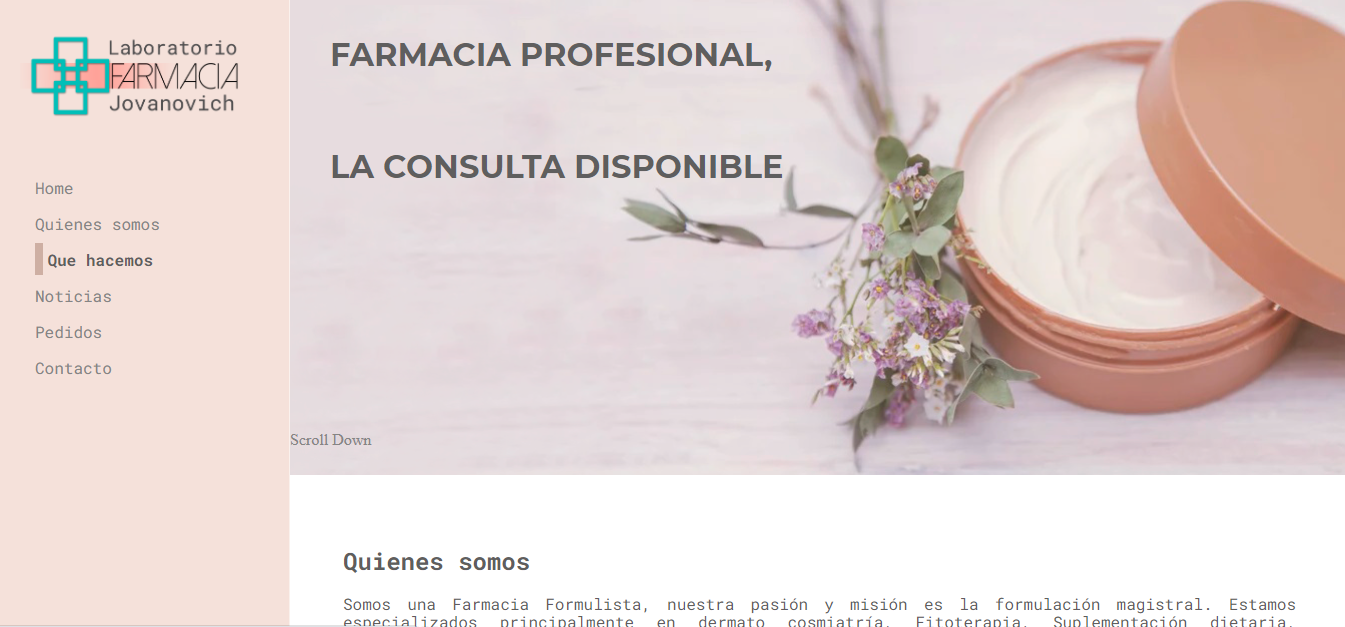 Laboratorio
FARMACIA
Jovanovich
Home
Quienes somos
Que hacemos
Noticias
Pedidos
Contacto
FARMACIA PROFESIONAL,
LA CONSULTA DISPONIBLE
Scroll Down
Quienes somos
Somos una Farmacia Formulista, nuestra pasión y misión es la formulación magistral. Estamos
especializados principalmente en dermato cosmiatría, Fitoterapia, Suplementación dietaria,